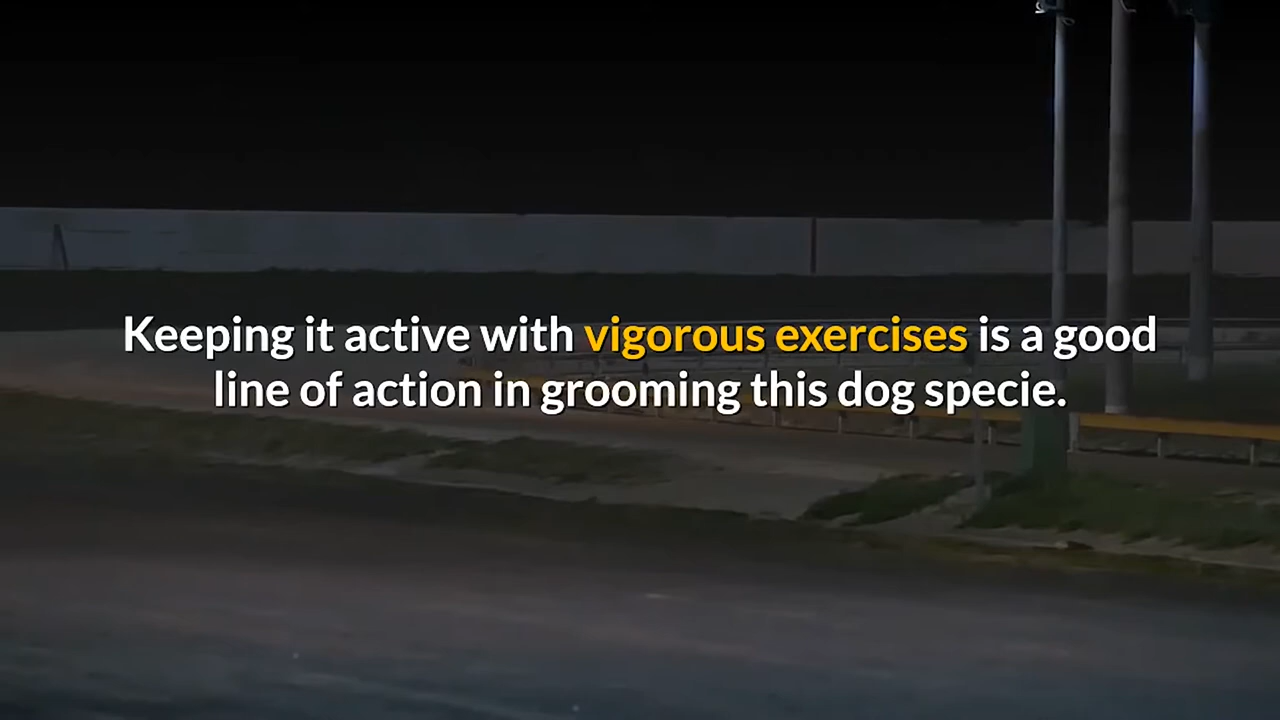 Keeping it active with vigorous exercises is a good
line of action in grooming this dog specie.